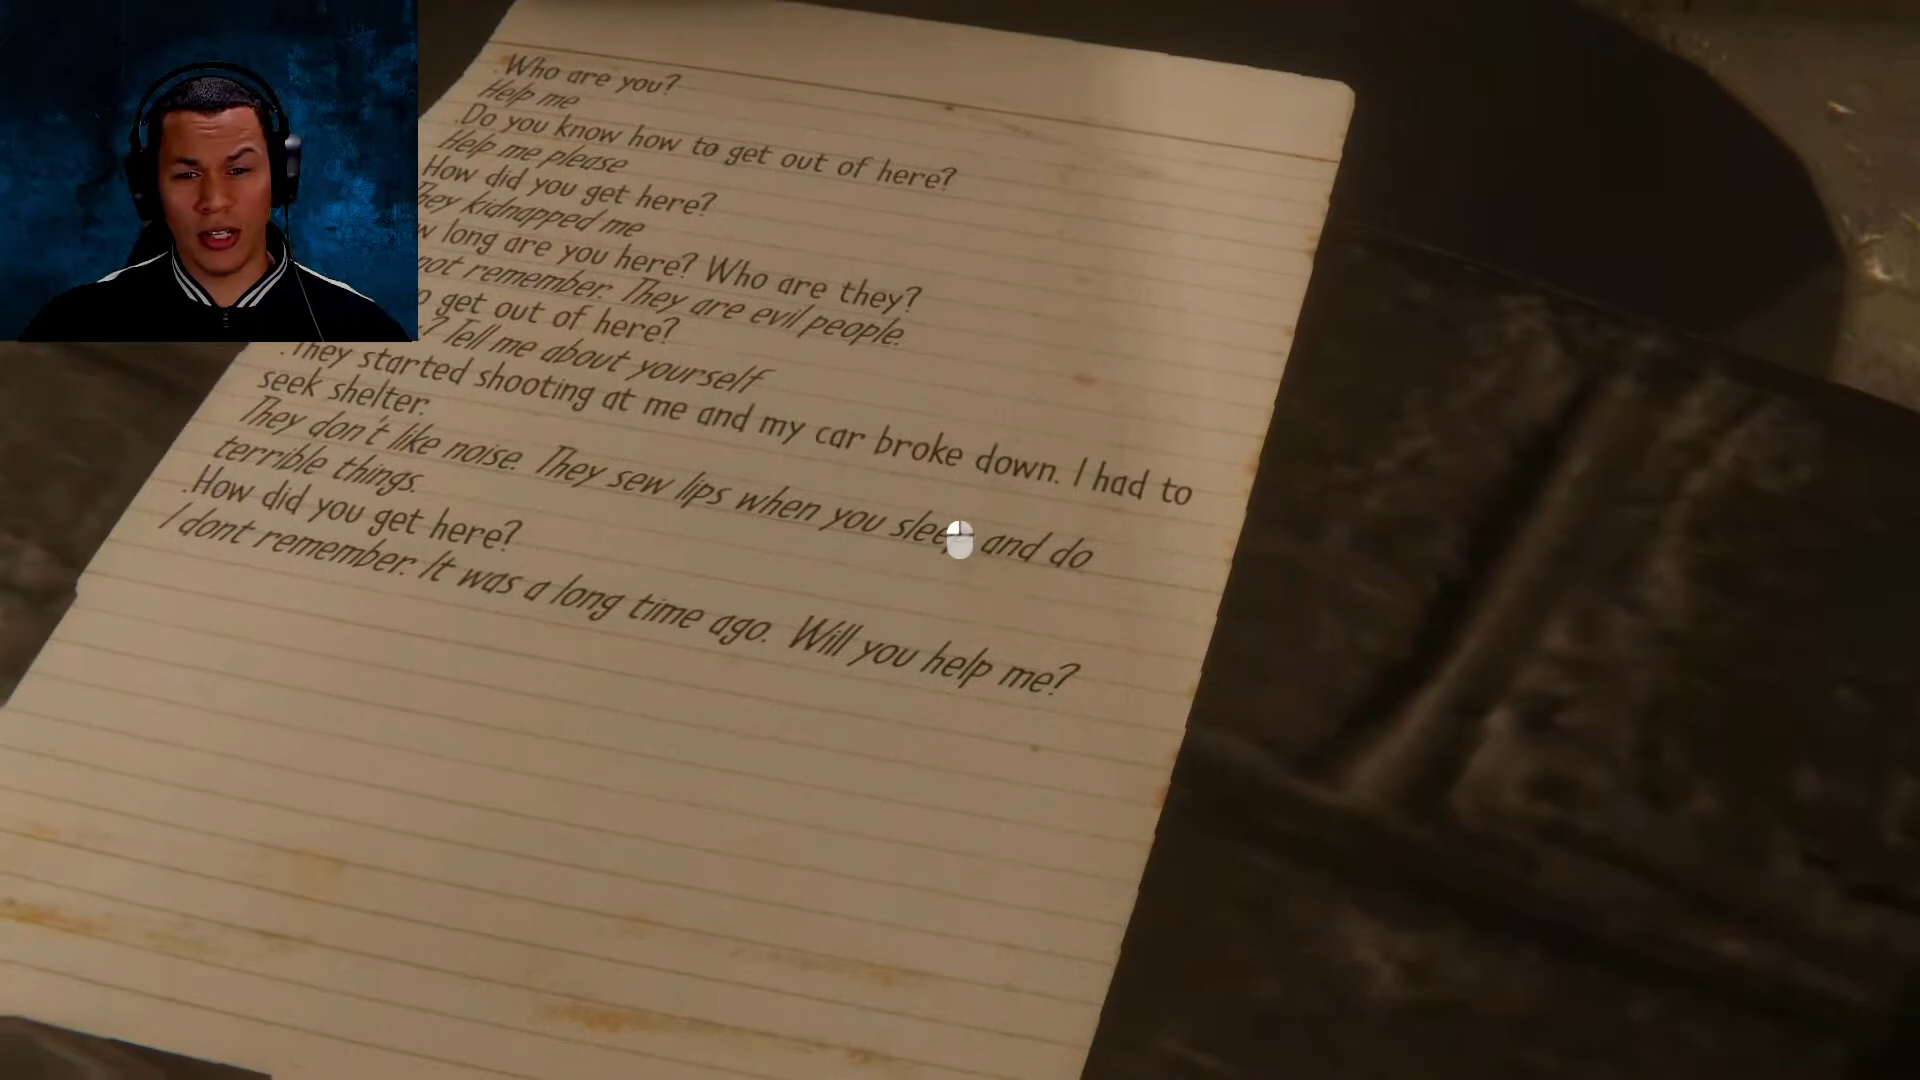 .Who are you?
Help me
.Do you know how to get out of here?
Help me please
How did you get here?
They kidnapped me
long are you here? Who are they?
not remember. They are evil people.
get out of here?
Tell me about yourself
.They started shooting at me and my car broke down. I had to
seek shelter.
They don't like noise. They sew lips when you sleep and do
terrible things.
.How did you get here?
I dont remember. It was a long time ago. Will you help me?